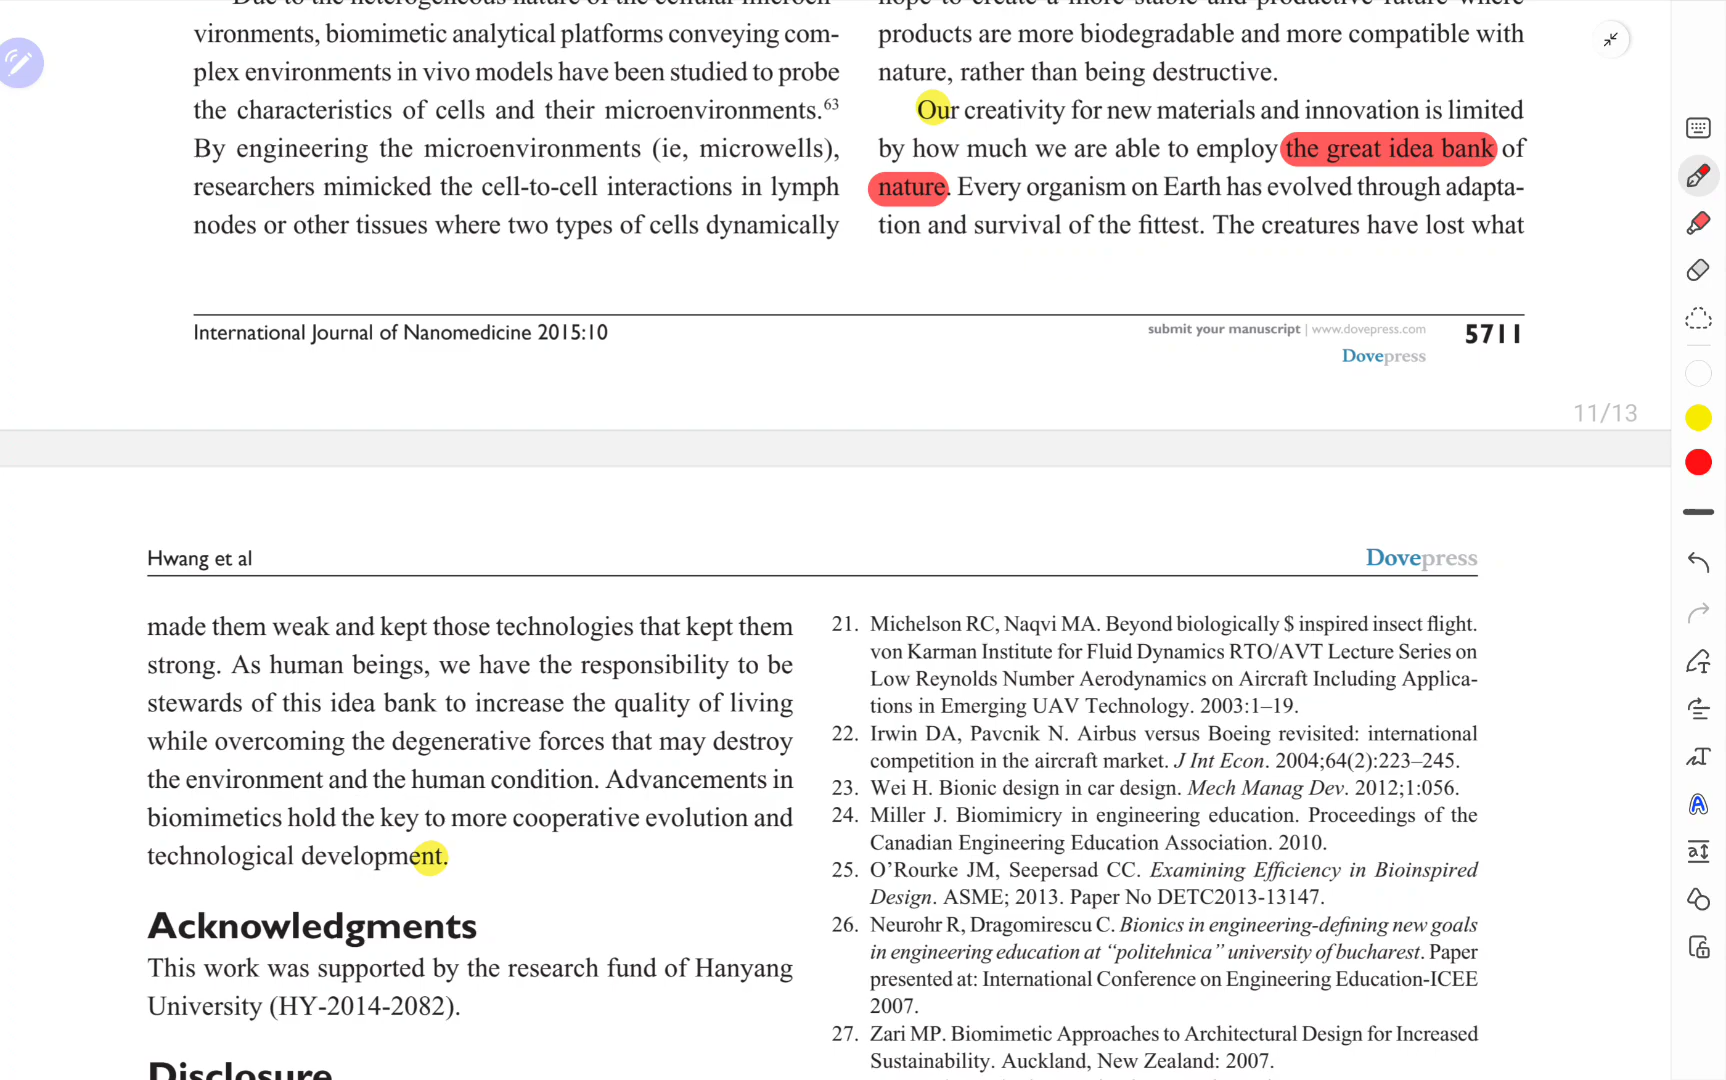 vironments, biomimetic analytical platforms conveying com-
plex environments in vivo models have been studied to probe
the characteristics of cells and their microenvironments.63
By engineering the microenvironments (ie, microwells),
researchers mimicked the cell-to-cell interactions in lymph
nodes or other tissues where two types of cells dynamically
products are more biodegradable and more compatible with
nature, rather than being destructive.
Our creativity for new materials and innovation is limited
by how much we are able to employ the great idea bank of
nature. Every organism on Earth has evolved through adapta-
tion and survival of the fittest. The creatures have lost what
International Journal of Nanomedicine 2015:10
submit your manuscript | www.dovepress.com
Dovepress
5711
11/13
Hwang et al
Dovepress
made them weak and kept those technologies that kept them
strong. As human beings, we have the responsibility to be
stewards of this idea bank to increase the quality of living
while overcoming the degenerative forces that may destroy
the environment and the human condition. Advancements in
biomimetics hold the key to more cooperative evolution and
technological development.
Acknowledgments
This work was supported by the research fund of Hanyang
University (HY-2014-2082).
Disclosure
21. Michelson RC, Naqvi MA. Beyond biologically $ inspired insect flight.
von Karman Institute for Fluid Dynamics RTO/AVT Lecture Series on
Low Reynolds Number Aerodynamics on Aircraft Including Applica-
tions in Emerging UAV Technology. 2003:1–19.
22. Irwin DA, Pavcnik N. Airbus versus Boeing revisited: international
competition in the aircraft market. J Int Econ. 2004;64(2):223–245.
23. Wei H. Bionic design in car design. Mech Manag Dev. 2012;1:056.
24. Miller J. Biomimicry in engineering education. Proceedings of the
Canadian Engineering Education Association. 2010.
25. O'Rourke JM, Seepersad CC. Examining Efficiency in Bioinspired
Design. ASME; 2013. Paper No DETC2013-13147.
26. Neurohr R, Dragomirescu C. Bionics in engineering-defining new goals
in engineering education at “politehnica” university of bucharest. Paper
presented at: International Conference on Engineering Education-ICEE
2007.
27. Zari MP. Biomimetic Approaches to Architectural Design for Increased
Sustainability. Auckland, New Zealand: 2007.